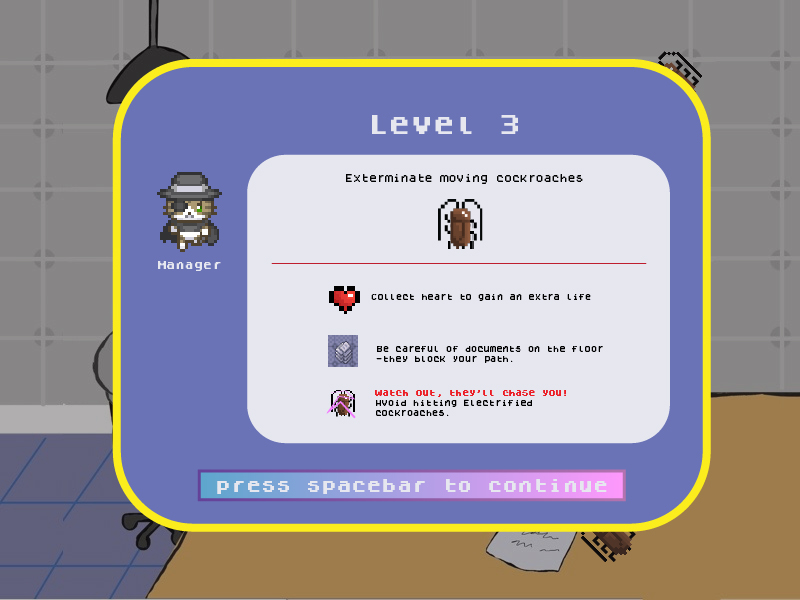 Level 3
Exterminate moving cockroaches
Manager
Collect heart to gain an extra life
Be careful of documents on the floor
-they block your path.
Watch out, they'll chase you!
Avoid hitting Electrified
cockroaches.
press spacebar to continue